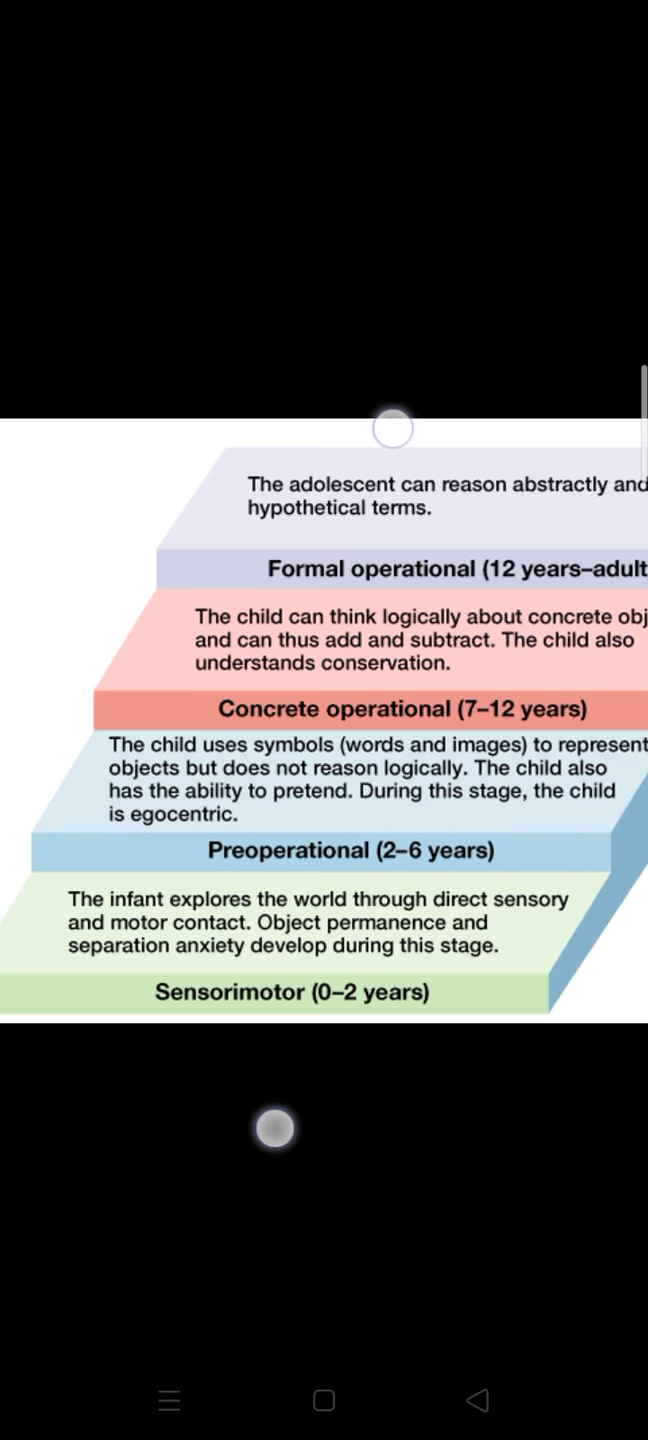 The adolescent can reason abstractly and
hypothetical terms.
Formal operational (12 years–adult
The child can think logically about concrete obj
and can thus add and subtract. The child also
understands conservation.
Concrete operational (7–12 years)
The child uses symbols (words and images) to represent
objects but does not reason logically. The child also
has the ability to pretend. During this stage, the child
is egocentric.
Preoperational (2–6 years)
The infant explores the world through direct sensory
and motor contact. Object permanence and
separation anxiety develop during this stage.
Sensorimotor (0–2 years)